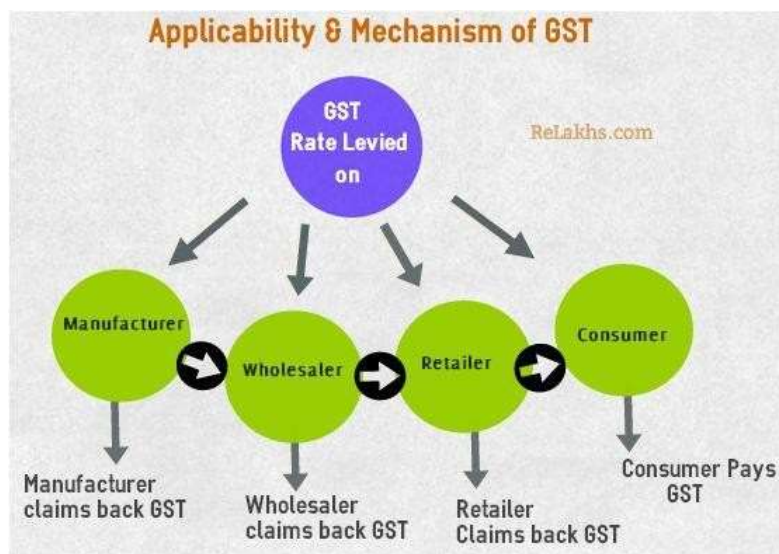 Applicability & Mechanism of GST
GST
Rate Levied
on
ReLakhs.com
Manufacturer
Wholesaler
Retailer
Consumer
Manufacturer
claims back GST
Wholesaler
claims back GST
Retailer
Claims back GST
Consumer Pays
GST